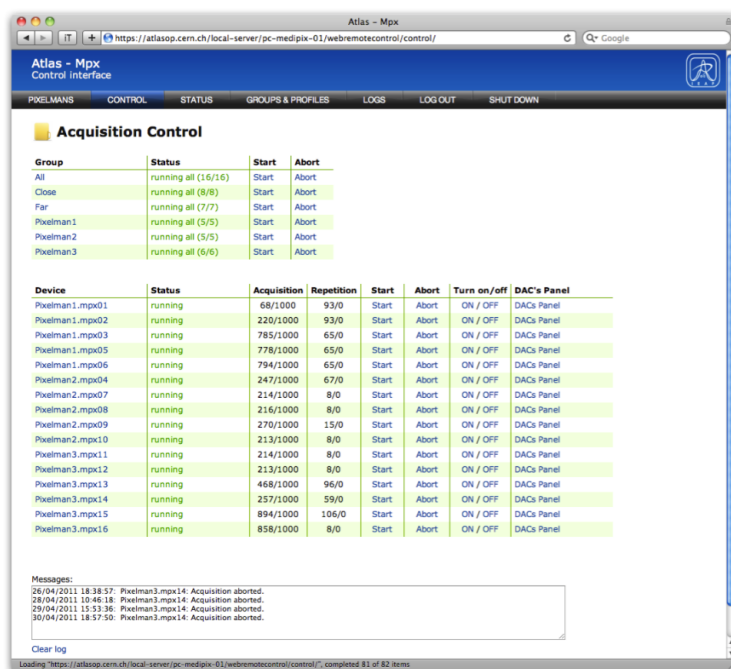 Atlas - Mpx
iT + https://atlasop.cern.ch/local-server/pc-medipix-01/webremotecontrol/control/ Google
Atlas - Mpx
Control interface
PIXELMANS CONTROL STATUS GROUPS & PROFILES LOGS LOG OUT SHUT DOWN
Acquisition Control
Group Status Start Abort
All running all (16/16) Start Abort
Close running all (8/8) Start Abort
Far running all (7/7) Start Abort
Pixelman1 running all (5/5) Start Abort
Pixelman2 running all (5/5) Start Abort
Pixelman3 running all (6/6) Start Abort
Device Status Acquisition Repetition Start Abort Turn on/off DAC's Panel
Pixelman1.mpx01 running 68/1000 93/0 Start Abort ON / OFF DACs Panel
Pixelman1.mpx02 running 220/1000 93/0 Start Abort ON / OFF DACs Panel
Pixelman1.mpx03 running 785/1000 65/0 Start Abort ON / OFF DACs Panel
Pixelman1.mpx05 running 778/1000 65/0 Start Abort ON / OFF DACs Panel
Pixelman1.mpx06 running 794/1000 65/0 Start Abort ON / OFF DACs Panel
Pixelman2.mpx04 running 247/1000 67/0 Start Abort ON / OFF DACs Panel
Pixelman2.mpx07 running 214/1000 8/0 Start Abort ON / OFF DACs Panel
Pixelman2.mpx08 running 216/1000 8/0 Start Abort ON / OFF DACs Panel
Pixelman2.mpx09 running 270/1000 15/0 Start Abort ON / OFF DACs Panel
Pixelman2.mpx10 running 213/1000 8/0 Start Abort ON / OFF DACs Panel
Pixelman3.mpx11 running 214/1000 8/0 Start Abort ON / OFF DACs Panel
Pixelman3.mpx12 running 213/1000 8/0 Start Abort ON / OFF DACs Panel
Pixelman3.mpx13 running 468/1000 96/0 Start Abort ON / OFF DACs Panel
Pixelman3.mpx14 running 257/1000 59/0 Start Abort ON / OFF DACs Panel
Pixelman3.mpx15 running 894/1000 106/0 Start Abort ON / OFF DACs Panel
Pixelman3.mpx16 running 858/1000 8/0 Start Abort ON / OFF DACs Panel
Messages:
26/04/2011 18:38:57: Pixelman3.mpx14: Acquisition aborted.
28/04/2011 10:46:18: Pixelman3.mpx14: Acquisition aborted.
29/04/2011 15:53:36: Pixelman3.mpx14: Acquisition aborted.
30/04/2011 18:57:50: Pixelman3.mpx14: Acquisition aborted.
Clear log
Loading "https://atlasop.cern.ch/local-server/pc-medipix-01/webremotecontrol/control/", completed 81 of 82 items